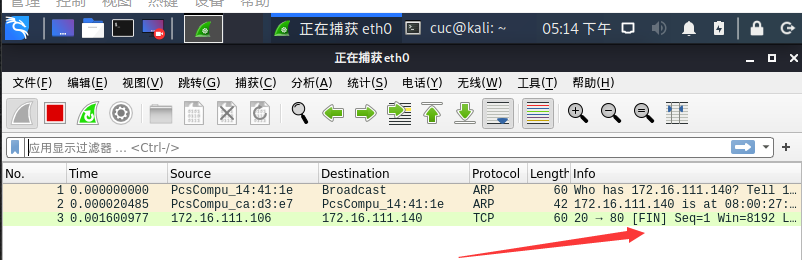 管理 控制 视图 热键 设备 帮助
正在捕获 eth0 cuc@kali: ~ 05:14 下午
正在捕获 eth0
文件(F) 编辑(E) 视图(V) 跳转(G) 捕获(C) 分析(A) 统计(S) 电话(Y) 无线(W) 工具(T) 帮助(H)
应用显示过滤器 … <Ctrl-/>
No. Time Source Destination Protocol Length Info
1 0.000000000 PcsCompu_14:41:1e Broadcast ARP 60 Who has 172.16.111.140? Tell 1
2 0.000020485 PcsCompu_ca:d3:e7 PcsCompu_14:41:1e ARP 42 172.16.111.140 is at 08:00:27:
3 0.001600977 172.16.111.106 172.16.111.140 TCP 60 20 → 80 [FIN] Seq=1 Win=8192 L